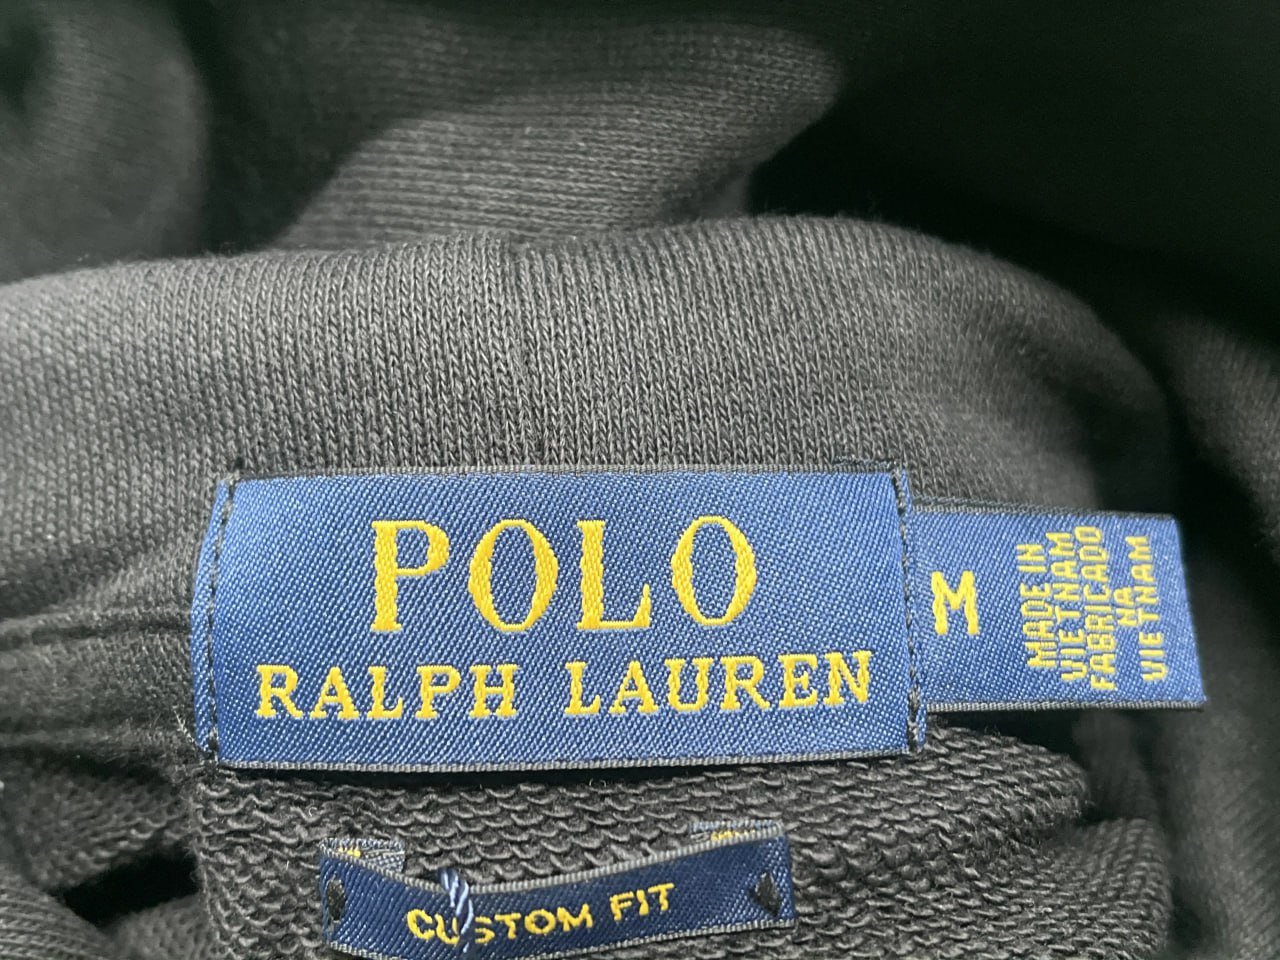 POLO
RALPH LAUREN
M
MADE IN
VIETNAM
FABRICADO
NA
VIETNAM
CUSTOM FIT